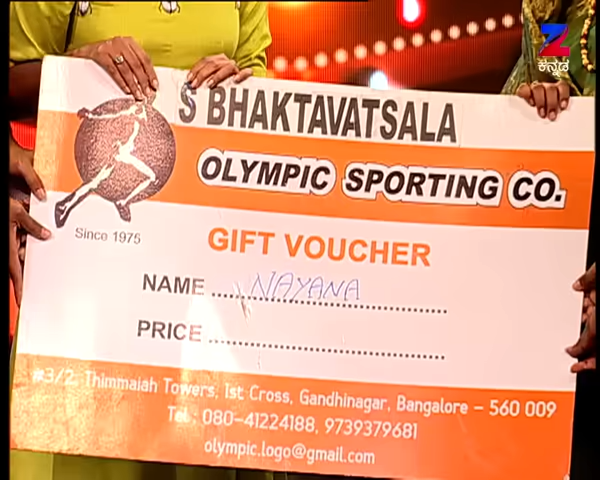 Z
ಕನ್ನಡ
S BHAKTAVATSALA
OLYMPIC SPORTING CO.
Since 1975
GIFT VOUCHER
NAME ........ NAYANA ........
PRICE ................................
#3/2, Thimmaiah Towers, Ist Cross, Gandhinagar, Bangalore - 560 009
Tel : 080-41224188, 9739379681
olympic.logo@gmail.com